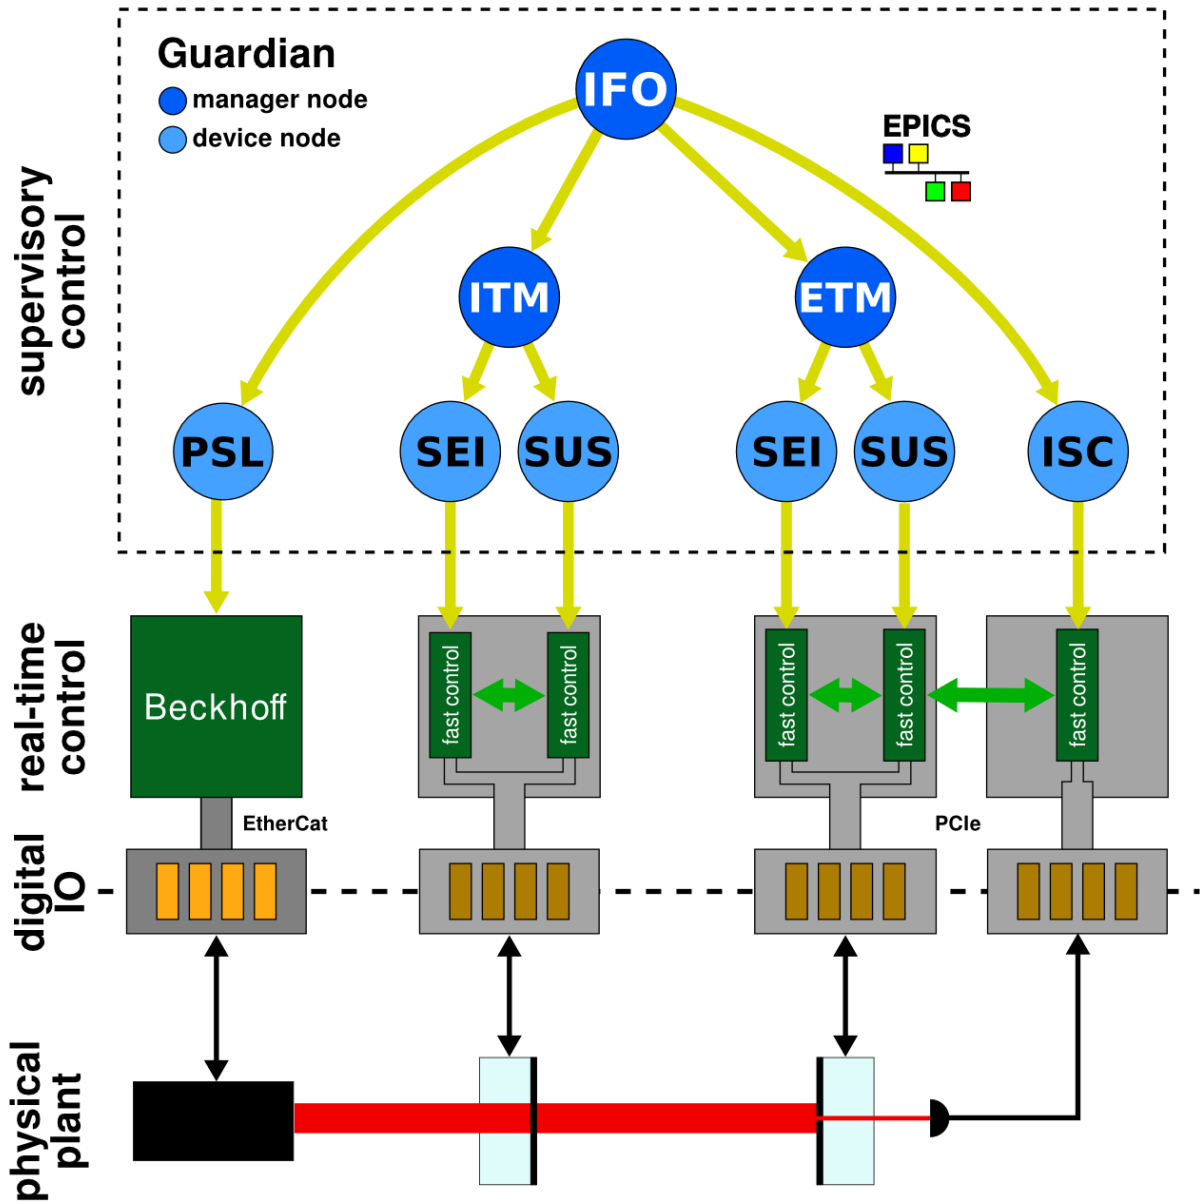 Guardian
manager node
device node
IFO
EPICS
supervisory
control
ITM
ETM
PSL
SEI
SUS
SEI
SUS
ISC
real-time
control
Beckhoff
fast control
fast control
fast control
fast control
fast control
EtherCat
PCIe
digital
IO
physical
plant